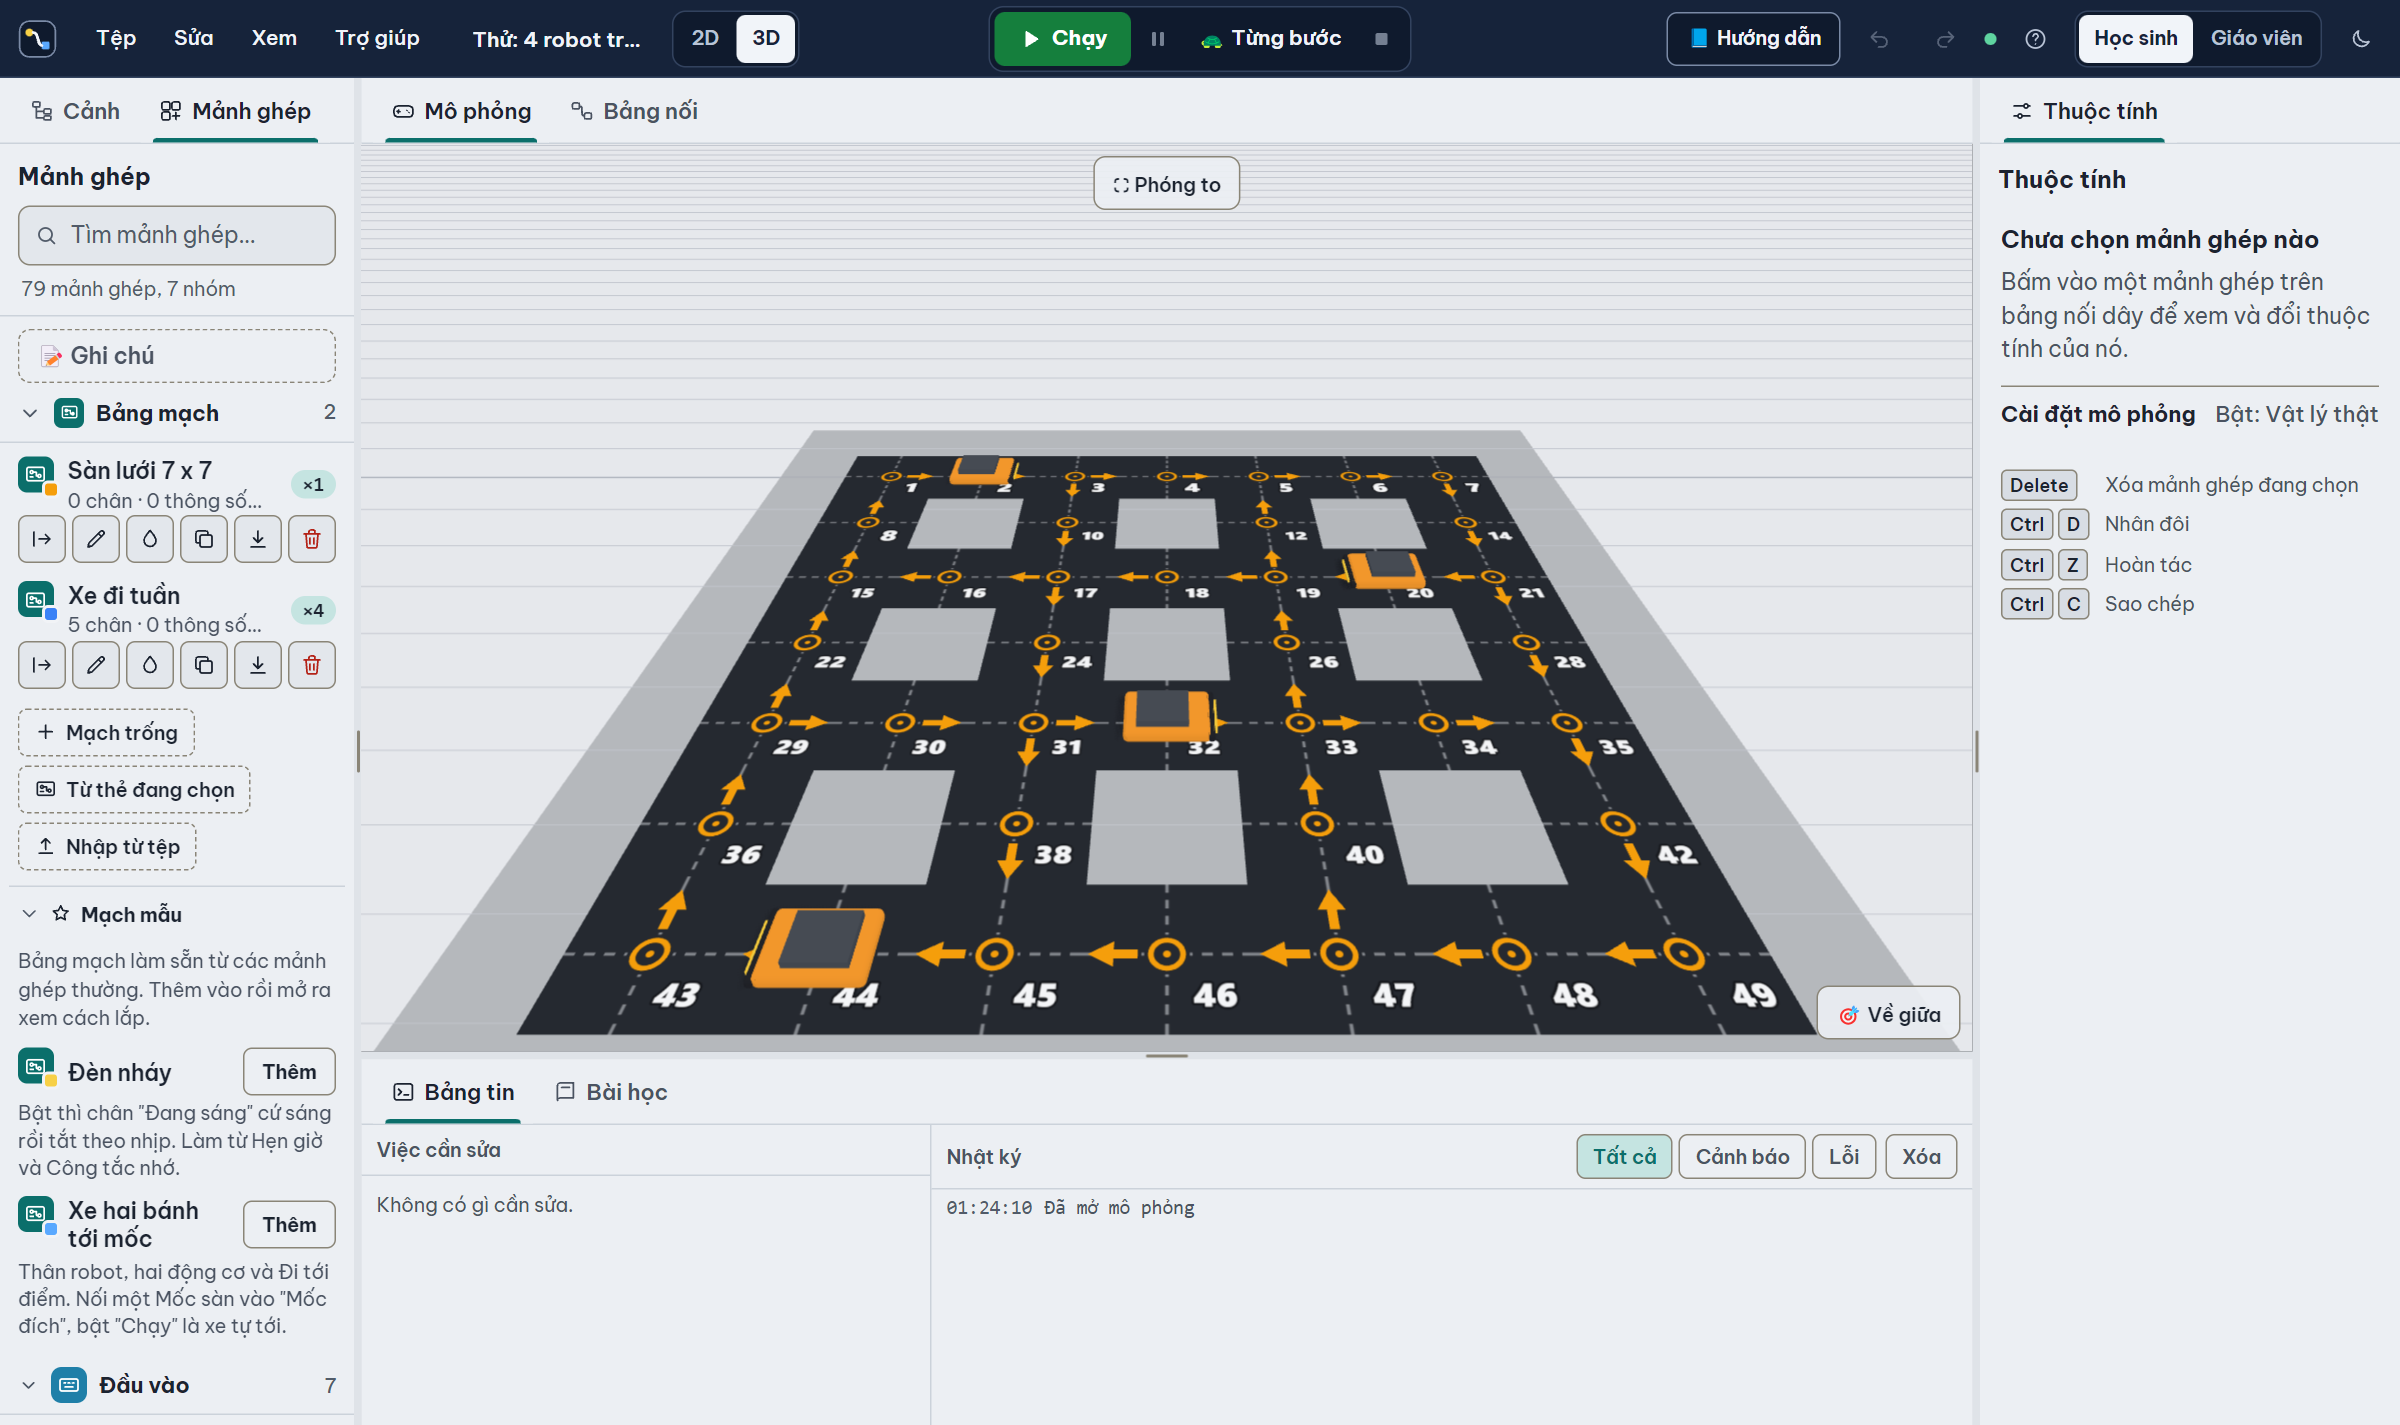 Tệp Sửa Xem Trợ giúp Thử: 4 robot tr... 2D 3D Chạy Từng bước Hướng dẫn Học sinh Giáo viên
Cảnh Mảnh ghép
Mảnh ghép
Tìm mảnh ghép...
79 mảnh ghép, 7 nhóm
Ghi chú
Bảng mạch 2
Sàn lưới 7 x 7
0 chân · 0 thông số... ×1
Xe đi tuần
5 chân · 0 thông số... ×4
Mạch trống
Từ thẻ đang chọn
Nhập từ tệp
Mạch mẫu
Bảng mạch làm sẵn từ các mảnh
ghép thường. Thêm vào rồi mở ra
xem cách lắp.
Đèn nháy Thêm
Bật thì chân "Đang sáng" cứ sáng
rồi tắt theo nhịp. Làm từ Hẹn giờ
và Công tắc nhớ.
Xe hai bánh
tới mốc Thêm
Thân robot, hai động cơ và Đi tới
điểm. Nối một Mốc sàn vào "Mốc
đích", bật "Chạy" là xe tự tới.
Đầu vào 7
Mô phỏng Bảng nối
Phóng to
1 2 3 4 5 6 7
8 10 12 14
15 16 17 18 19 20 21
22 24 26 28
29 30 31 32 33 34 35
36 38 40 42
43 44 45 46 47 48 49
Về giữa
Bảng tin Bài học
Việc cần sửa
Không có gì cần sửa.
Nhật ký Tất cả Cảnh báo Lỗi Xóa
01:24:10 Đã mở mô phỏng
Thuộc tính
Thuộc tính
Chưa chọn mảnh ghép nào
Bấm vào một mảnh ghép trên
bảng nối dây để xem và đổi thuộc
tính của nó.
Cài đặt mô phỏng Bật: Vật lý thật
Delete Xóa mảnh ghép đang chọn
Ctrl D Nhân đôi
Ctrl Z Hoàn tác
Ctrl C Sao chép